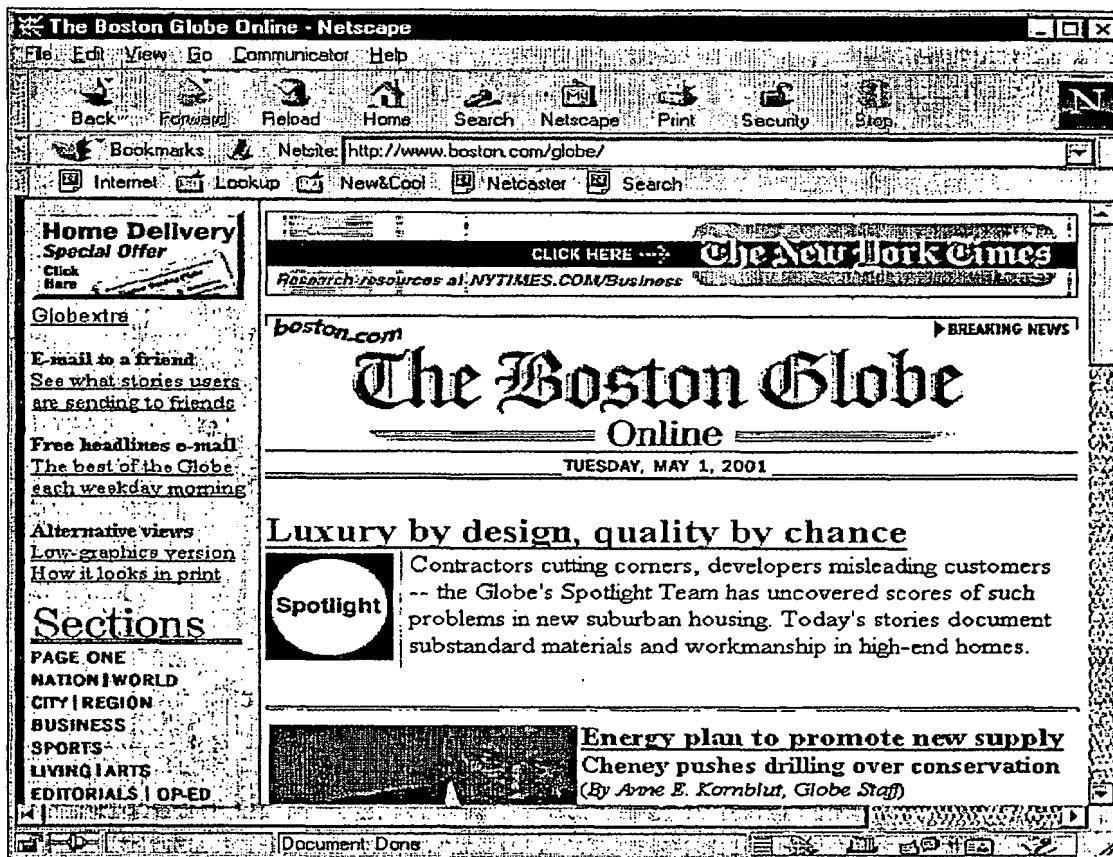 The Boston Globe Online - Netscape
File Edit View Go Communicator Help
Back Forward Reload Home Search Netscape Print Security Stop
My
N
Bookmarks Netsite: http://www.boston.com/globe/
Internet Lookup New&Cool Netcaster Search
Home Delivery
Special Offer
Click
Here
Globextra
E-mail to a friend
See what stories users
are sending to friends
Free headlines e-mail
The best of the Globe
each weekday morning
Alternative views
Low-graphics version
How it looks in print
Sections
PAGE ONE
NATION | WORLD
CITY | REGION
BUSINESS
SPORTS
LIVING | ARTS
EDITORIALS | OP-ED
CLICK HERE The New York Times
Research resources at NYTIMES.COM/Business
boston.com
BREAKING NEWS
The Boston Globe
Online
TUESDAY, MAY 1, 2001
Luxury by design, quality by chance
Spotlight
Contractors cutting corners, developers misleading customers
-- the Globe's Spotlight Team has uncovered scores of such
problems in new suburban housing. Today's stories document
substandard materials and workmanship in high-end homes.
Energy plan to promote new supply
Cheney pushes drilling over conservation
(By Anne E. Kornblut, Globe Staff)
Document: Done